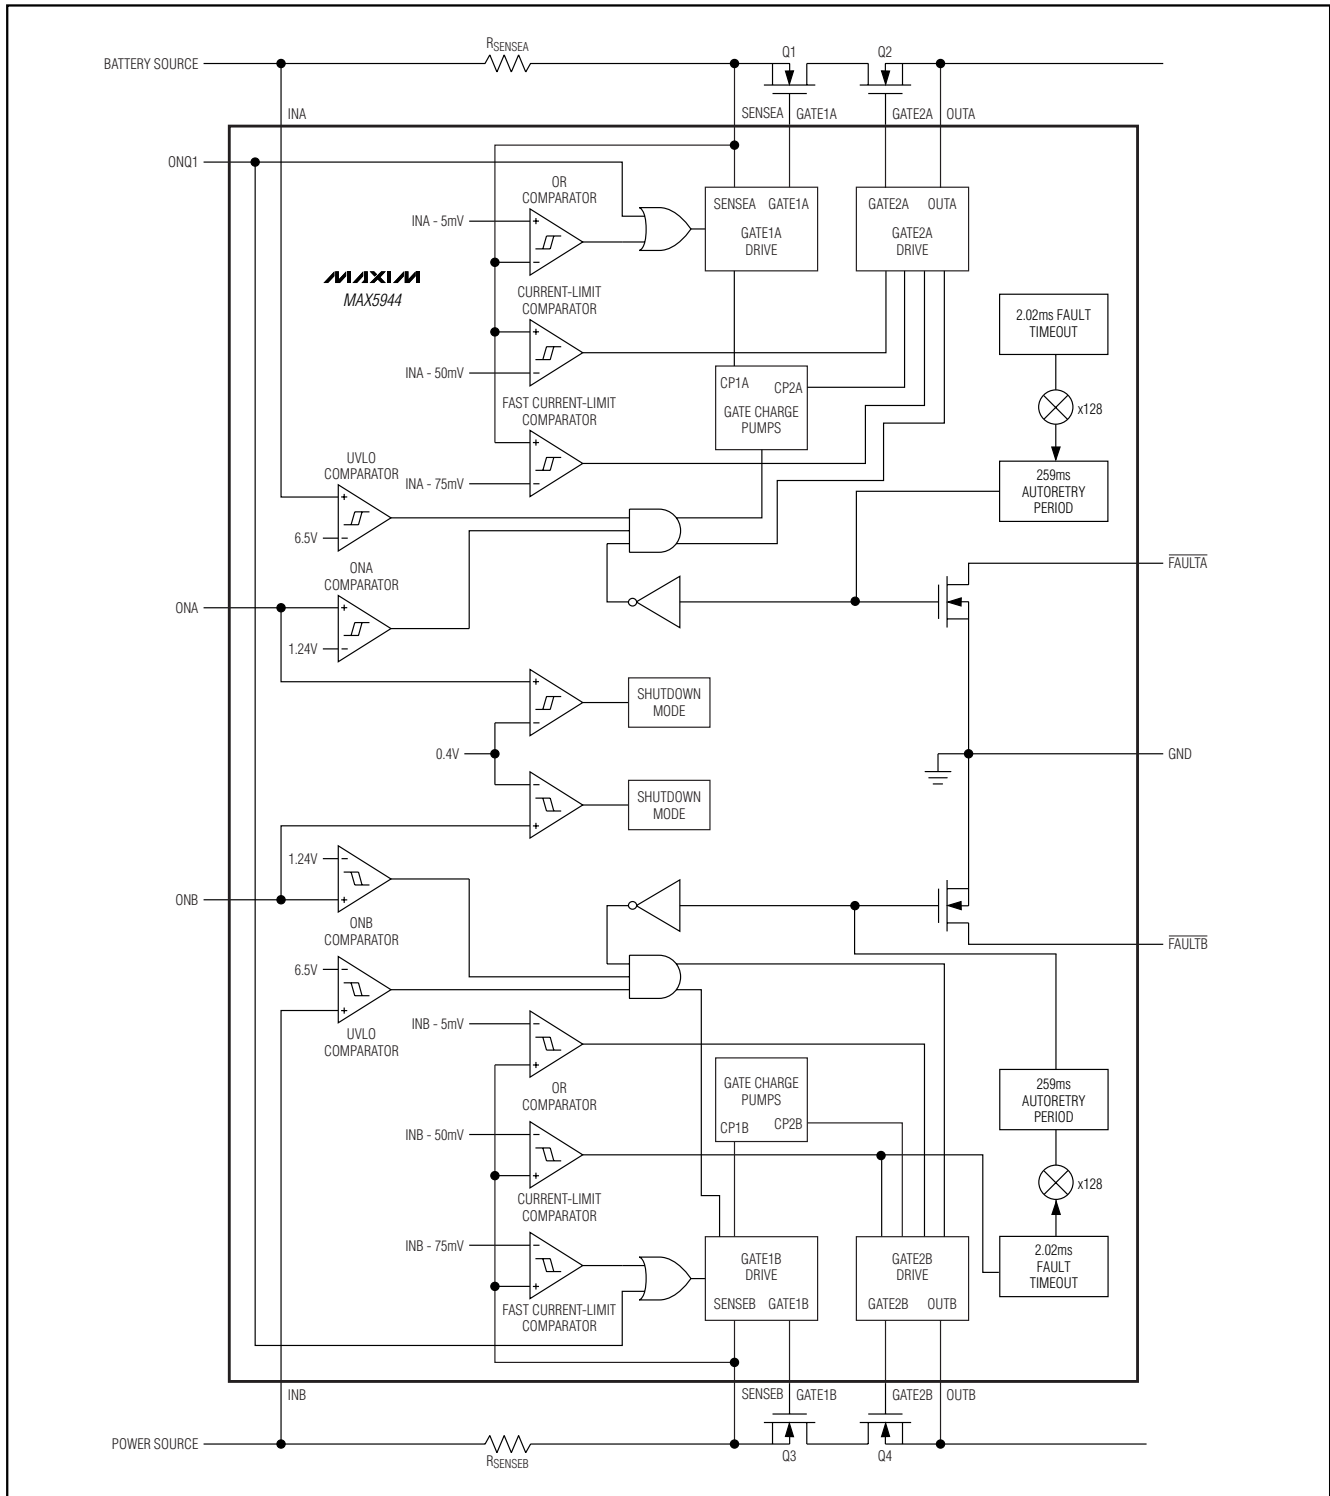 RSENSEA
Q1
Q2
BATTERY SOURCE
INA
SENSEA
GATE1A
GATE2A
OUTA
ONQ1
OR
COMPARATOR
INA - 5mV
+
−
SENSEA GATE1A
GATE1A
DRIVE
GATE2A OUTA
GATE2A
DRIVE
MAXIM
MAX5944
CURRENT-LIMIT
COMPARATOR
+
−
INA - 50mV
2.02ms FAULT
TIMEOUT
x128
CP1A
CP2A
GATE CHARGE
PUMPS
FAST CURRENT-LIMIT
COMPARATOR
+
−
INA - 75mV
259ms
AUTORETRY
PERIOD
UVLO
COMPARATOR
+
−
6.5V
FAULTA
ONA
COMPARATOR
ONA
+
−
1.24V
+
−
SHUTDOWN
MODE
0.4V
GND
−
+
SHUTDOWN
MODE
1.24V
−
+
ONB
ONB
COMPARATOR
FAULTB
6.5V
−
+
UVLO
COMPARATOR
INB - 5mV
−
+
OR
COMPARATOR
GATE CHARGE
PUMPS
CP1B
CP2B
259ms
AUTORETRY
PERIOD
INB - 50mV
−
+
CURRENT-LIMIT
COMPARATOR
x128
INB - 75mV
−
+
FAST CURRENT-LIMIT
COMPARATOR
GATE1B
DRIVE
SENSEB GATE1B
GATE2B
DRIVE
GATE2B OUTB
2.02ms
FAULT
TIMEOUT
INB
SENSEB
GATE1B
GATE2B
OUTB
POWER SOURCE
RSENSEB
Q3
Q4